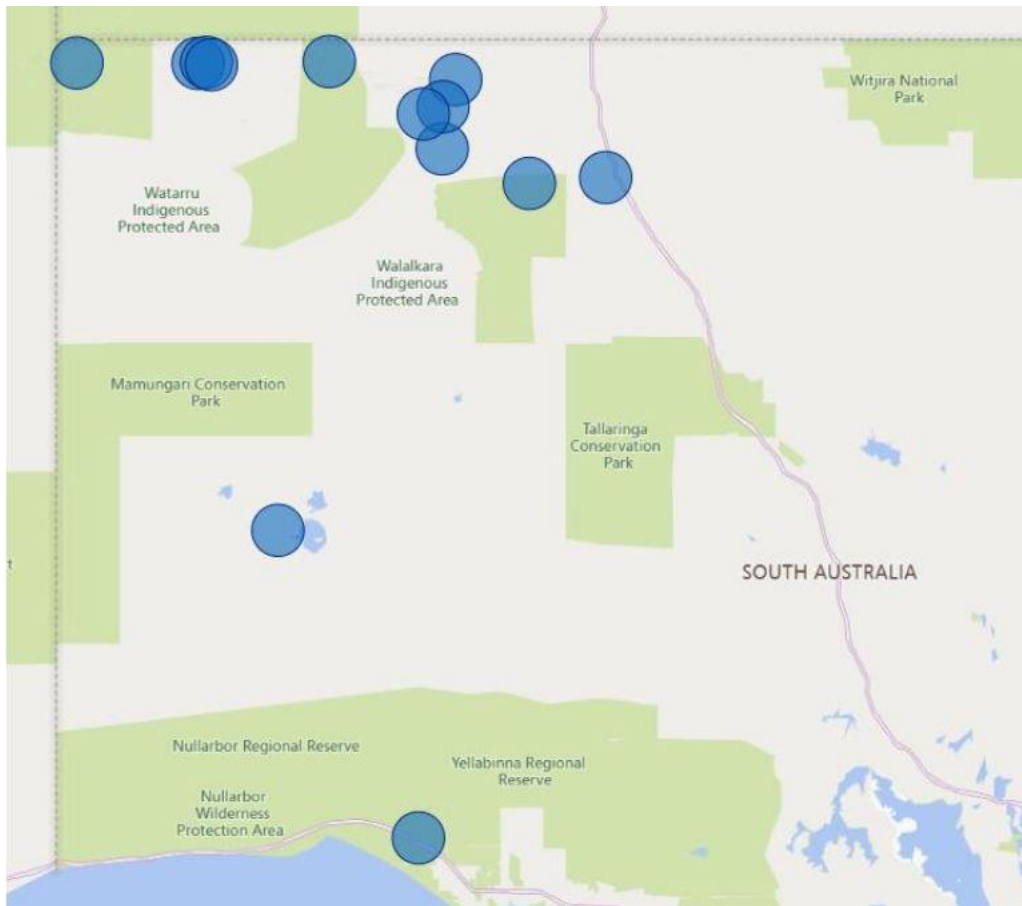 Witjira National
Park
Watarru
Indigenous
Protected Area
Walalkara
Indigenous
Protected Area
Mamungari Conservation
Park
Tallaringa
Conservation
Park
t
SOUTH AUSTRALIA
Nullarbor Regional Reserve
Yellabinna Regional
Reserve
Nullarbor
Wilderness
Protection Area